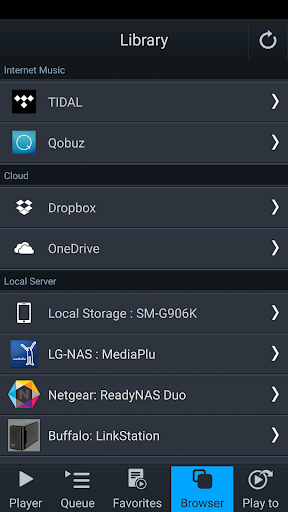 Library
Internet Music
TIDAL
Qobuz
Cloud
Dropbox
OneDrive
Local Server
Local Storage : SM-G906K
LG-NAS : MediaPlu
Netgear: ReadyNAS Duo
Buffalo: LinkStation
Player
Queue
Favorites
Browser
Play to